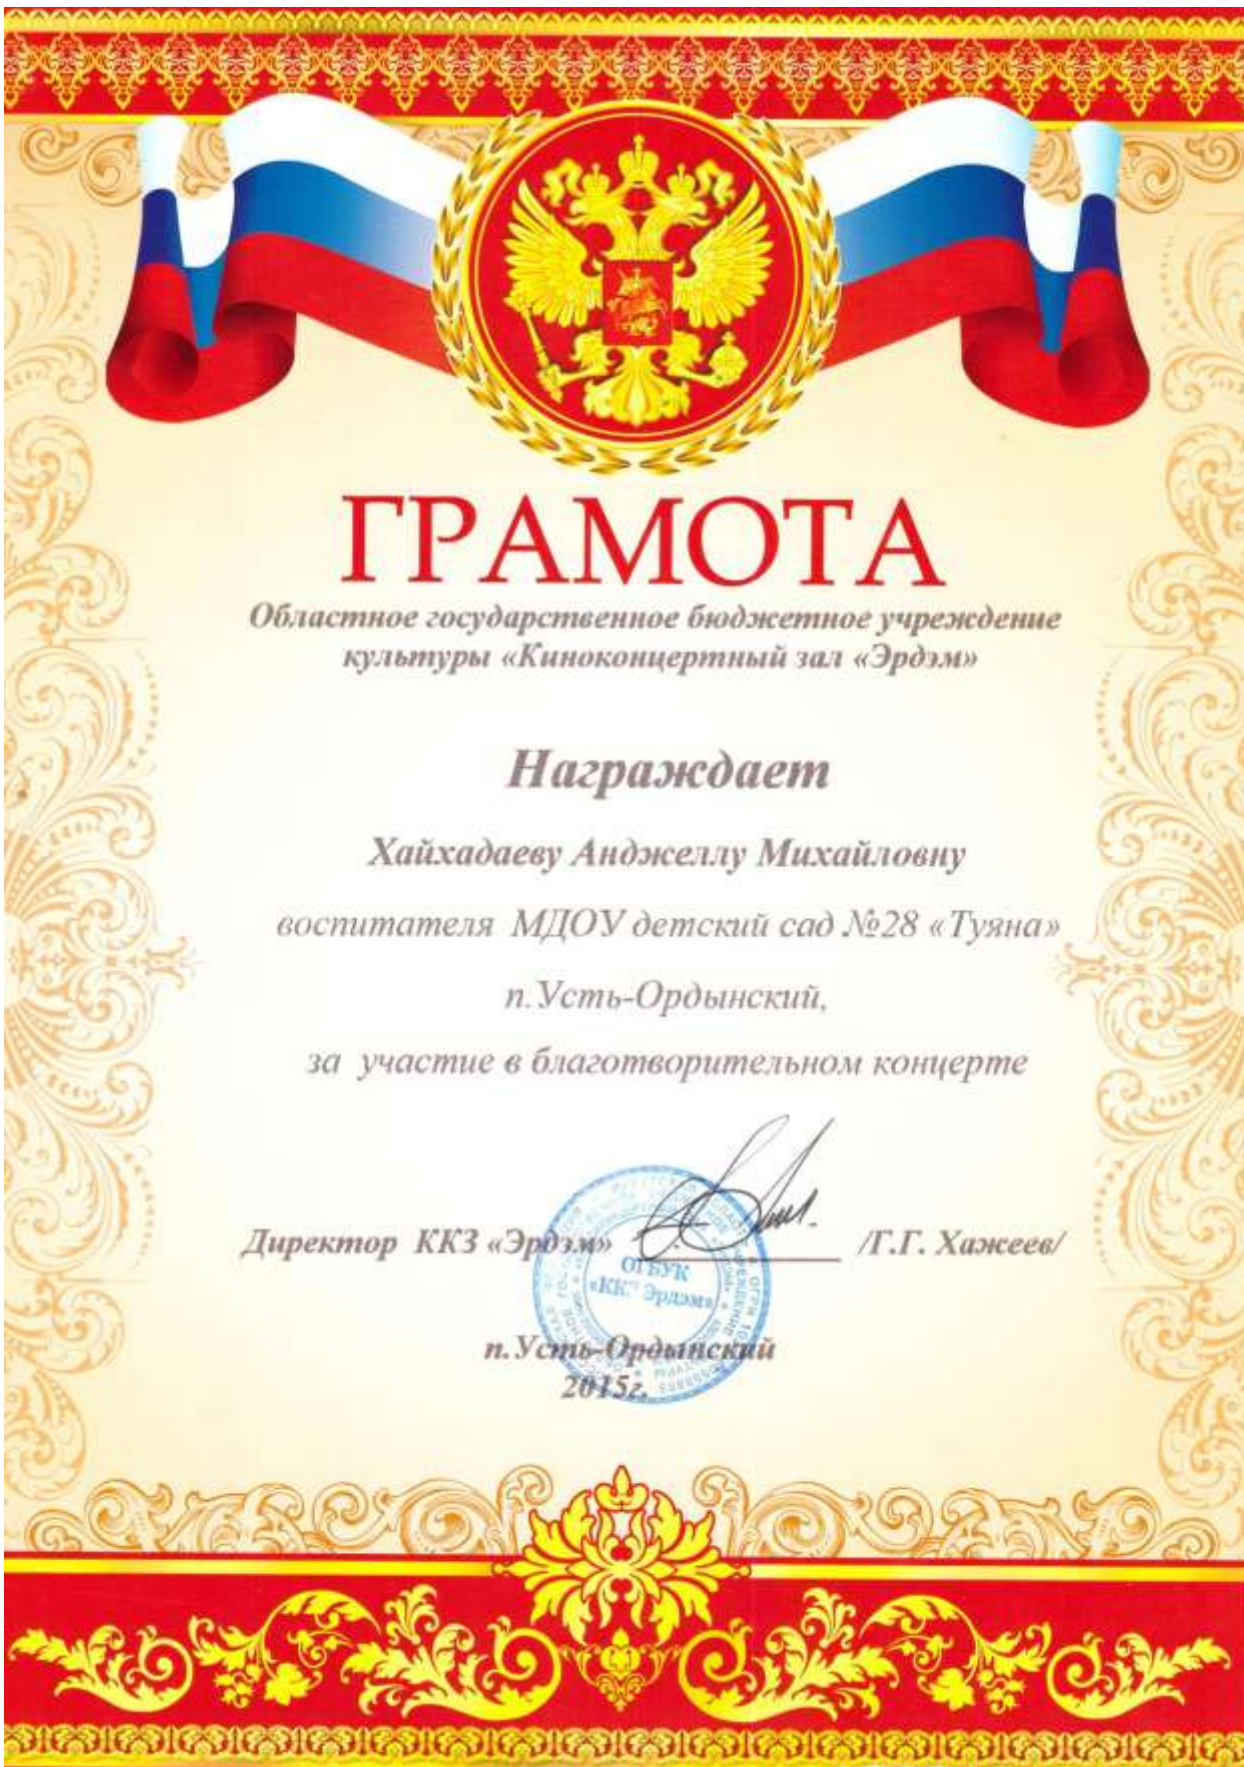 ГРАМОТА
Областное государственное бюджетное учреждение
культуры «Киноконцертный зал «Эрдэм»
Награждает
Хайхадаеву Анджеллу Михайловну
воспитателя МДОУ детский сад №28 «Туяна»
п.Усть-Ордынский,
за участие в благотворительном концерте
Директор ККЗ «Эрдэм» /Г.Г. Хажеев/
ОГБУК
«ККЗ Эрдэм»
п.Усть-Ордынский
2015г.